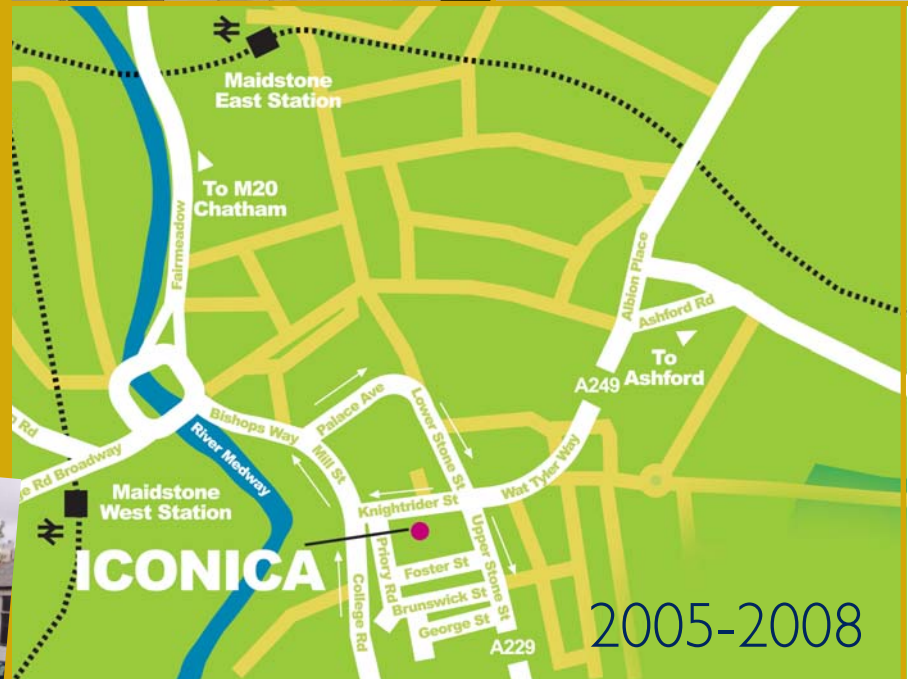 Maidstone
East Station
To M20
Chatham
Fairmeadow
Albion Place
Ashford Rd
To
Ashford
A249
Palace Ave
Lower Stone St
Bishops Way
Mill St
River Medway
Rd
Rd Broadway
Wat Tyler Way
Knightrider St
Maidstone
West Station
ICONICA
Priory Rd
Foster St
Upper Stone St
Brunswick St
George St
College Rd
A229
2005-2008